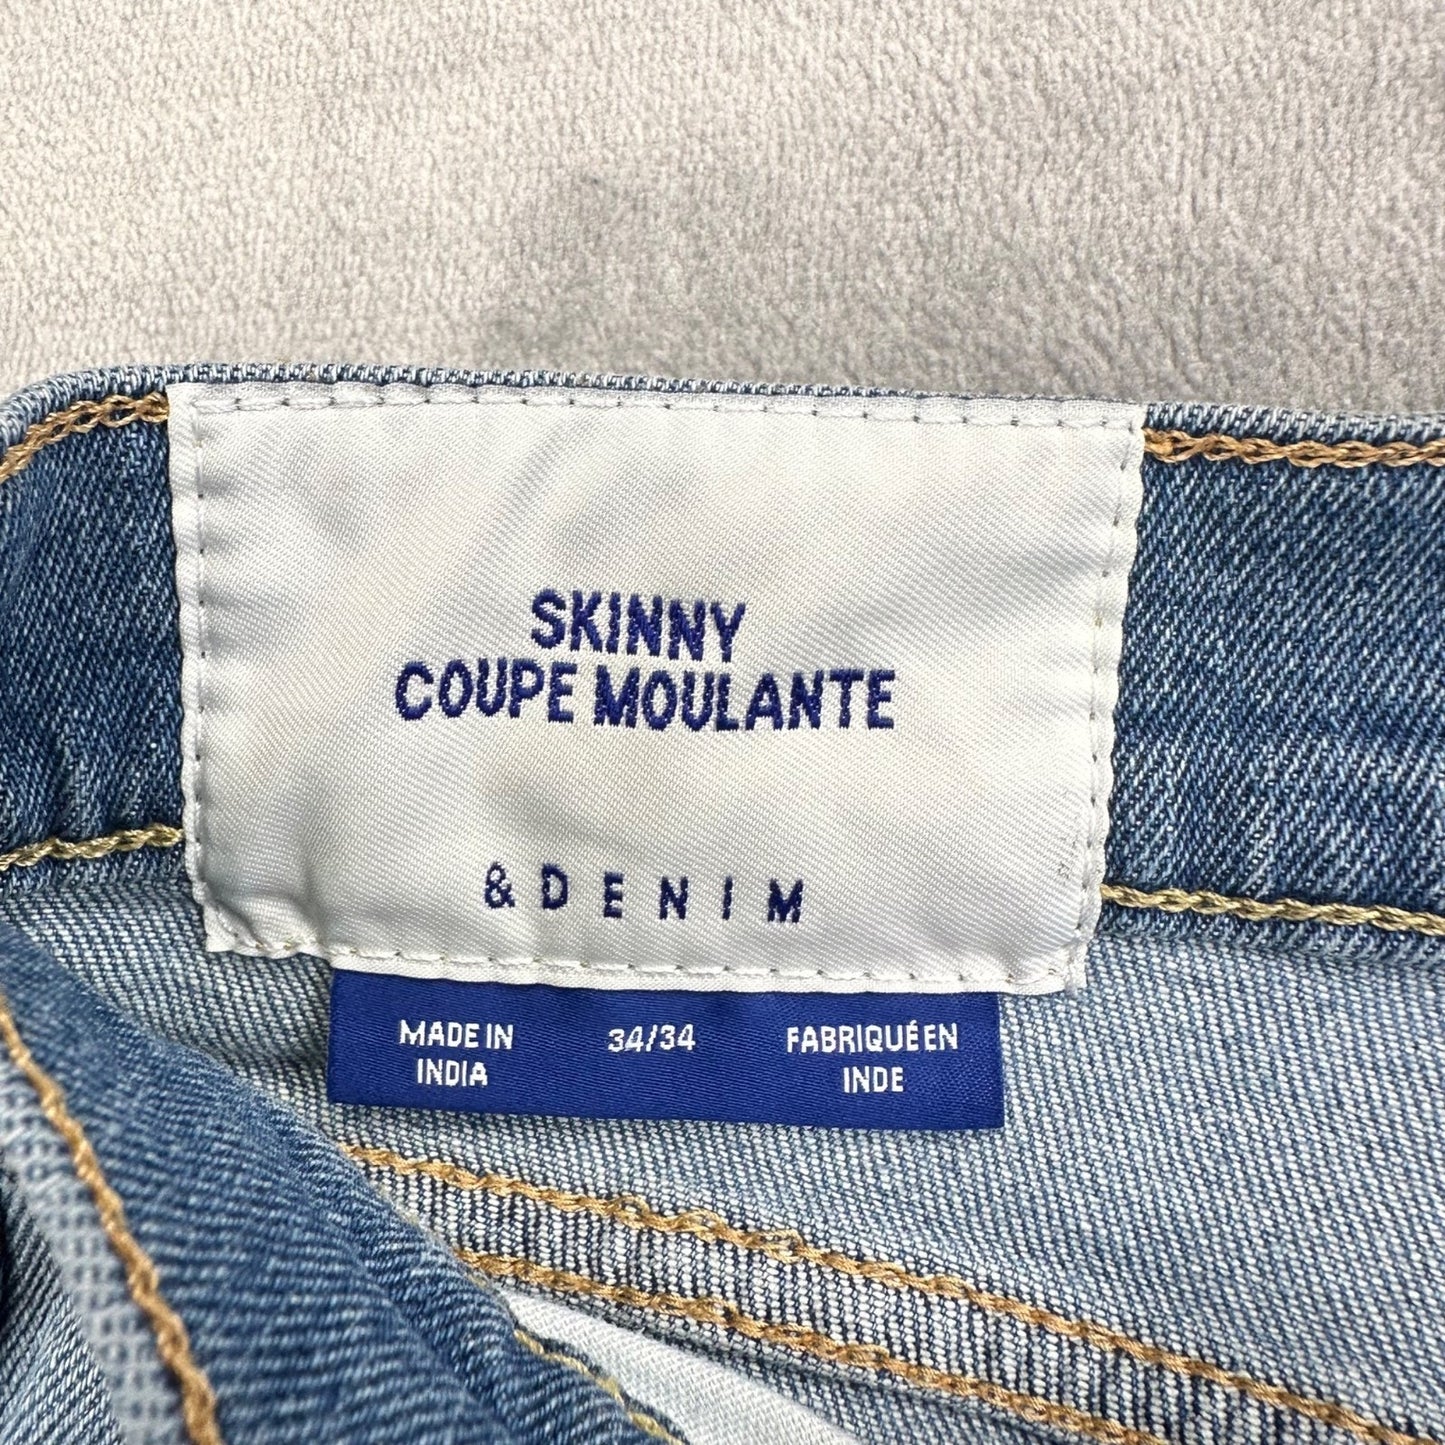 SKINNY
COUPE MOULANTE
& DENIM
MADE IN
INDIA
34/34
FABRIQUÉ EN
INDE